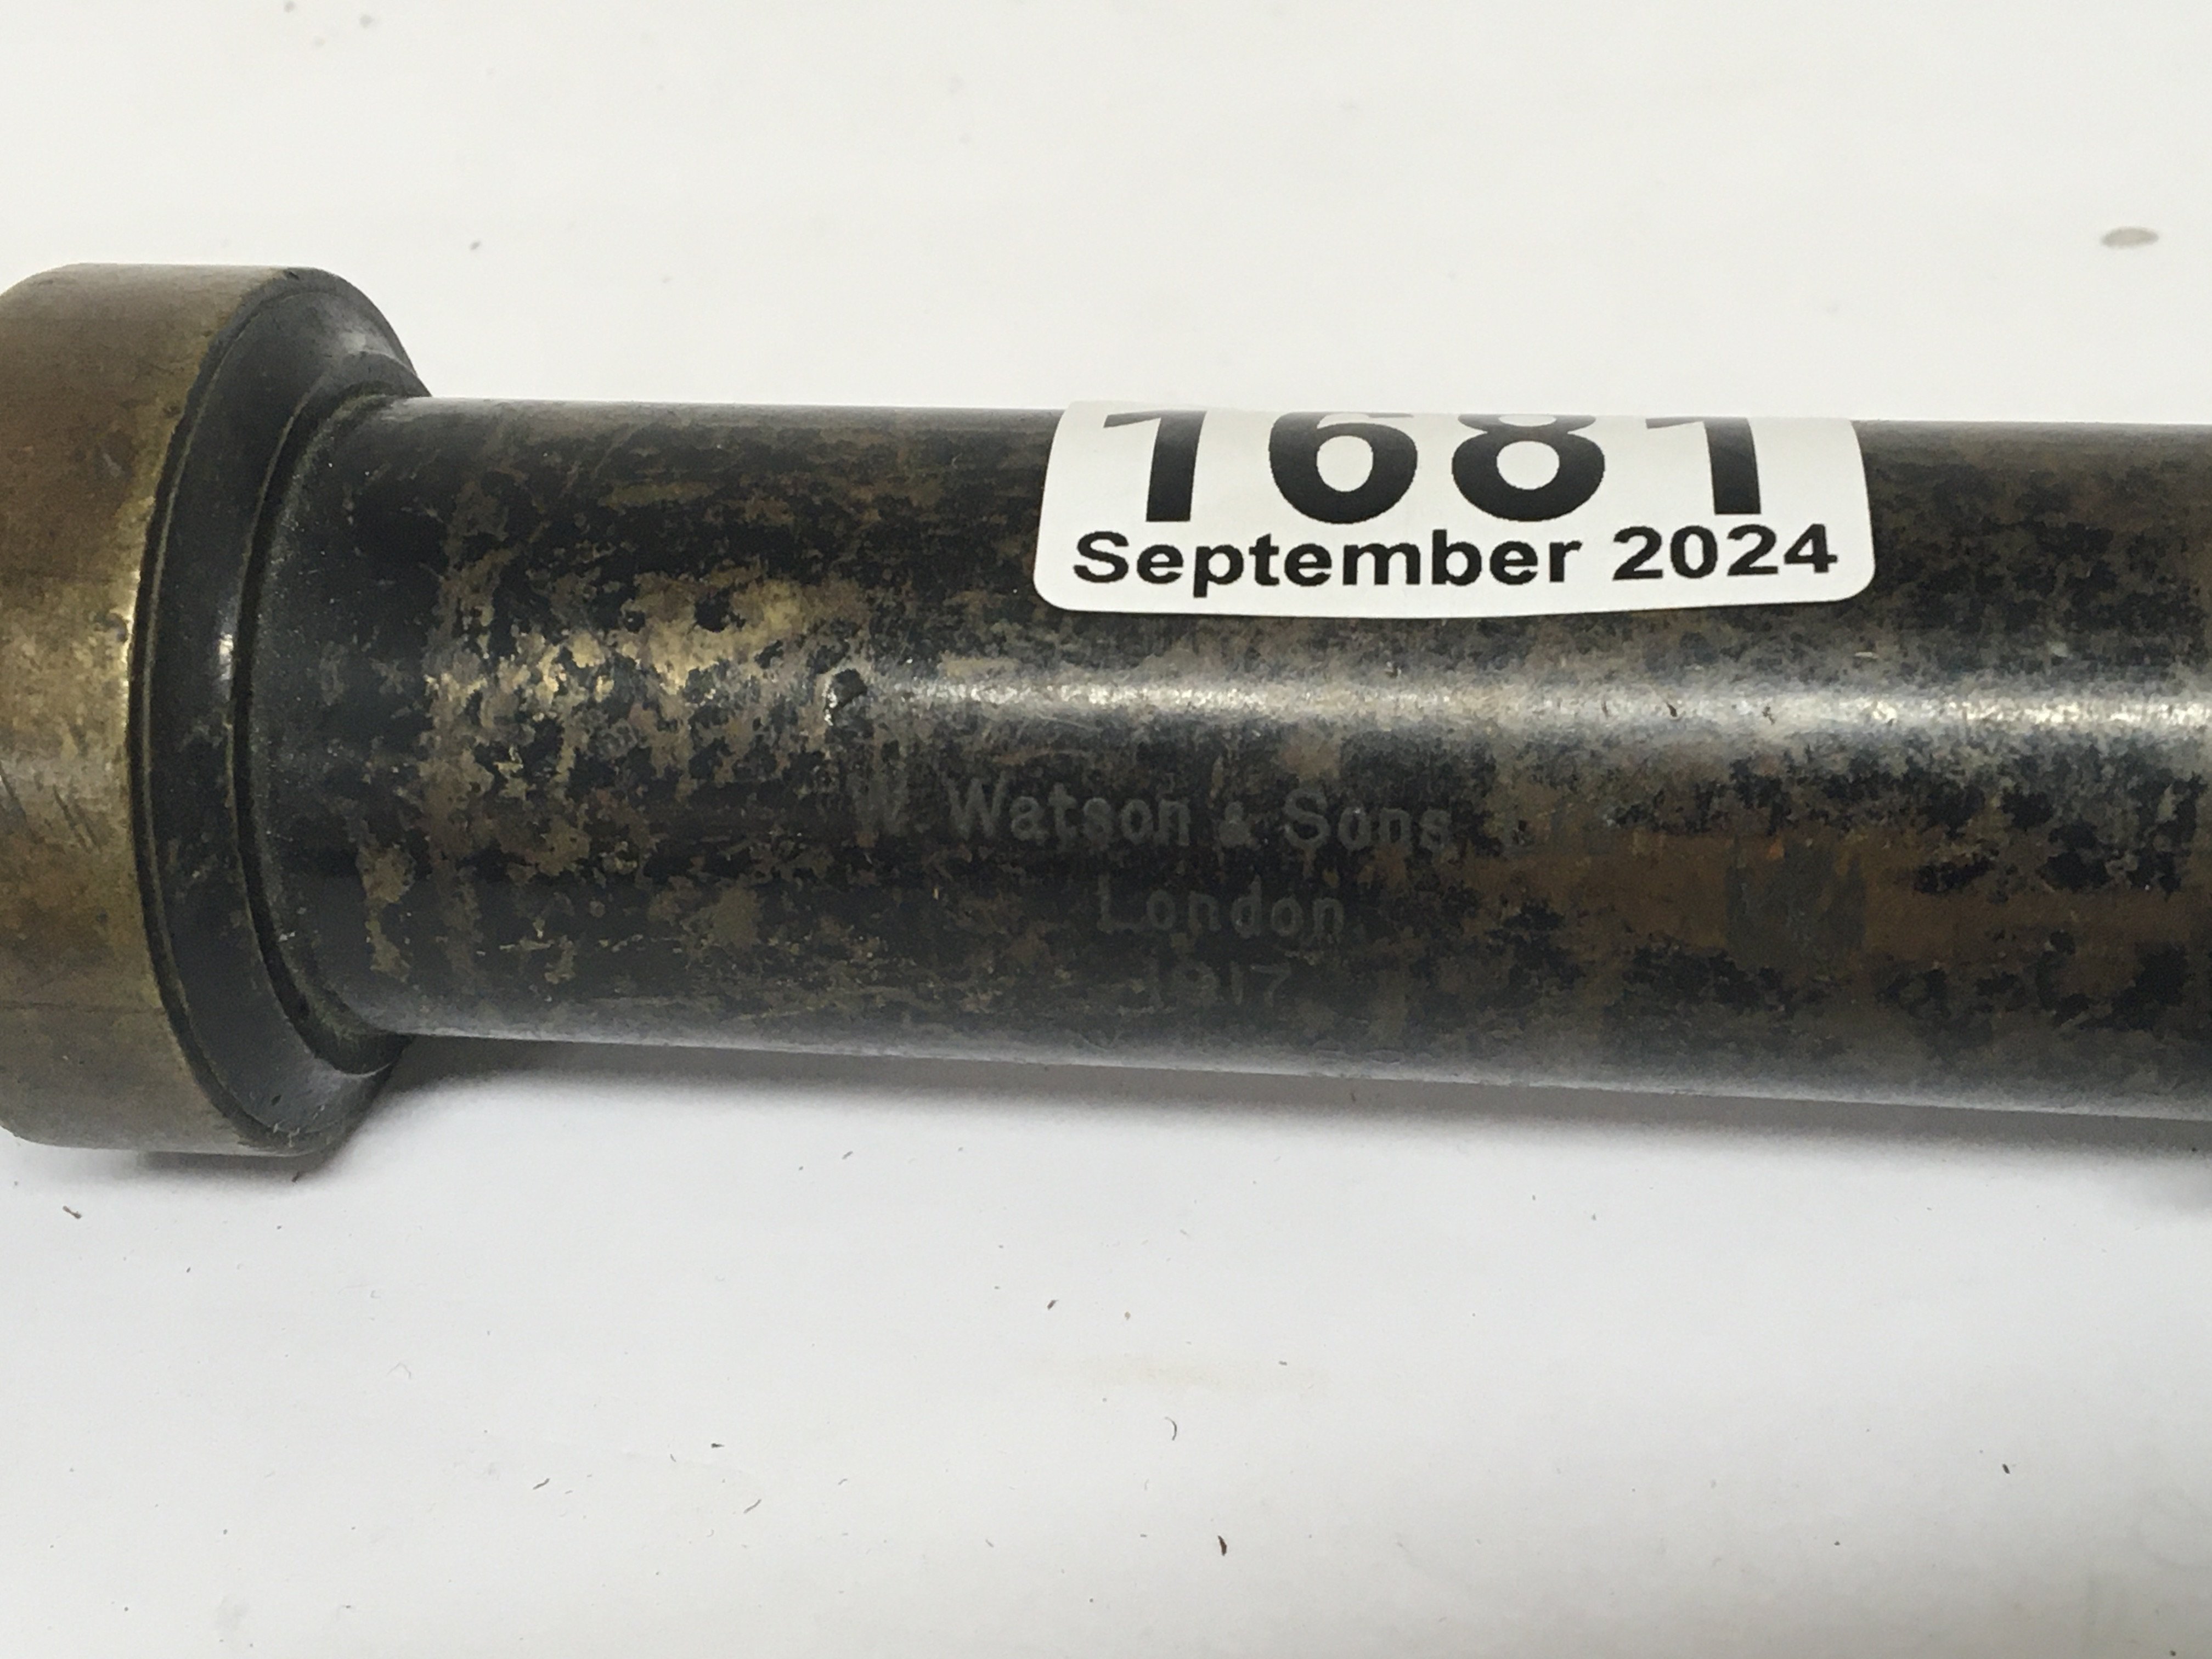 1681
September 2024
W. Watson & Sons
London
1917